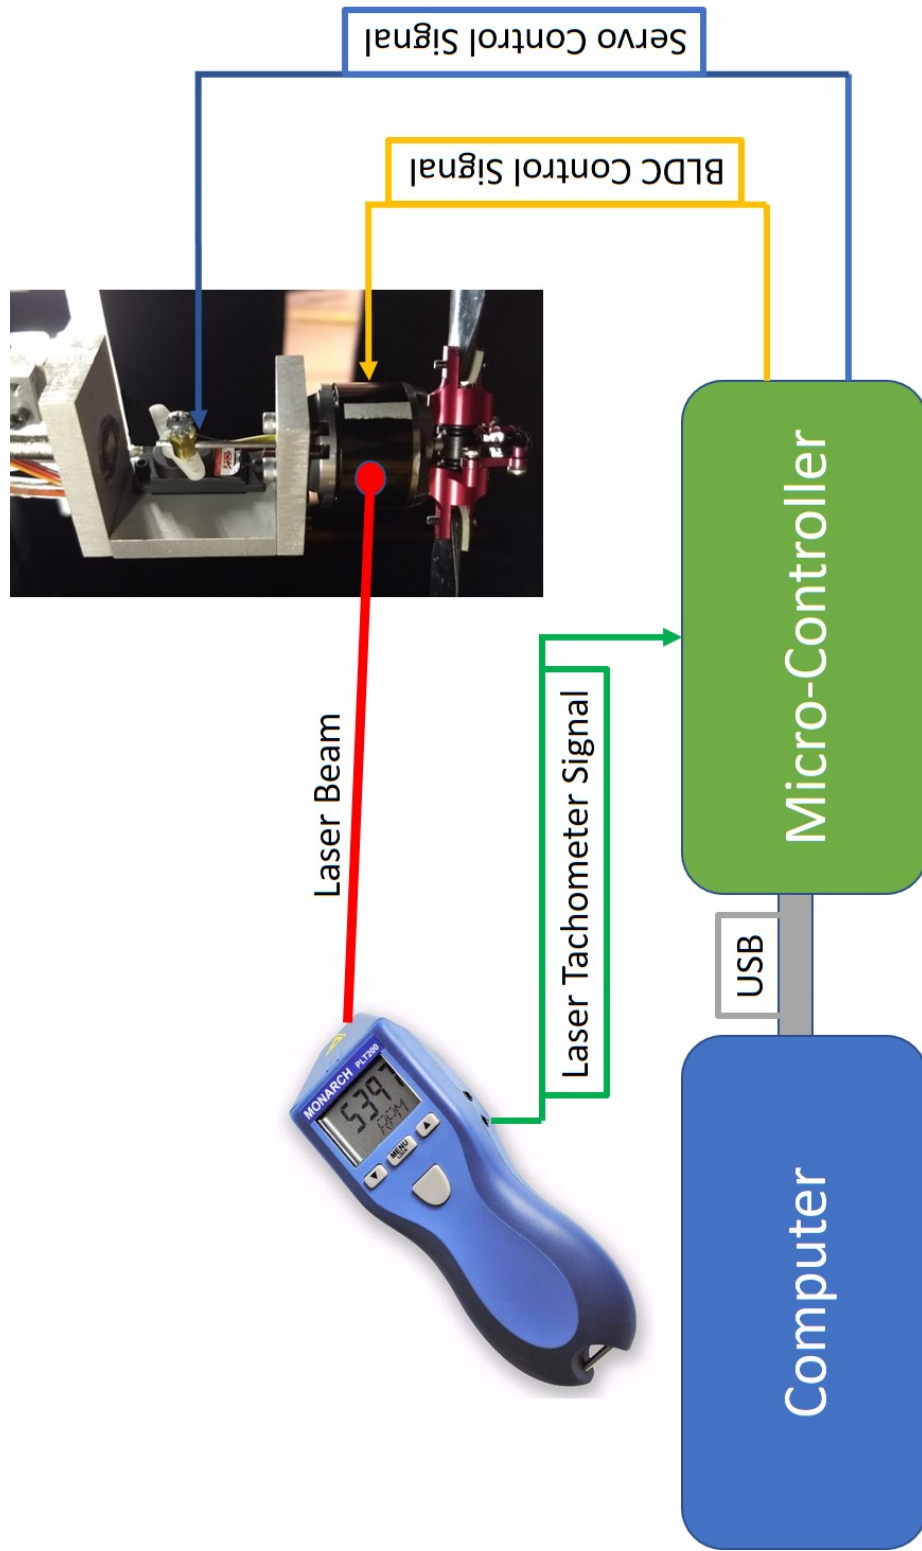 Servo Control Signal
BLDC Control Signal
Laser Beam
MONARCH PLT200
5397
RPM
MENU
LOCK
Laser Tachometer Signal
Micro-Controller
USB
Computer